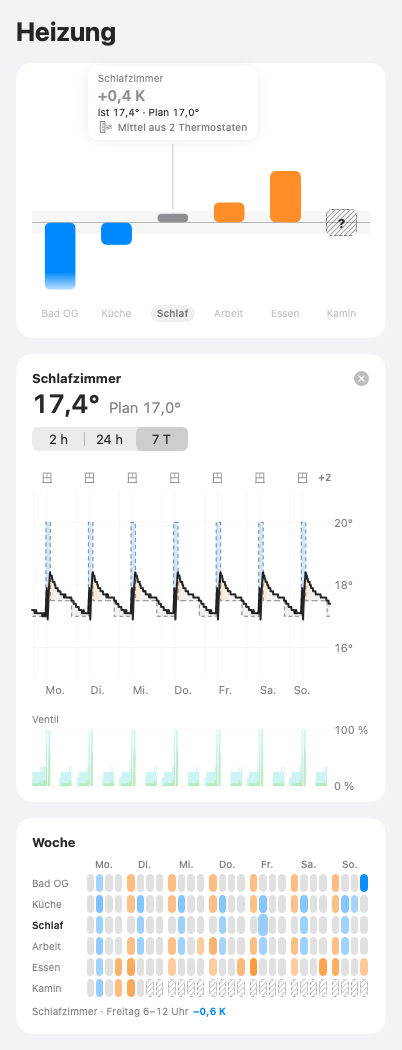 Heizung
Schlafzimmer
+0,4 K
Ist 17,4° · Plan 17,0°
Mittel aus 2 Thermostaten
?
Bad OG Küche Schlaf Arbeit Essen Kamin
Schlafzimmer
17,4° Plan 17,0°
2 h 24 h 7 T
+2
20°
18°
16°
Mo. Di. Mi. Do. Fr. Sa. So.
Ventil
100 %
0 %
Woche
Mo. Di. Mi. Do. Fr. Sa. So.
Bad OG
Küche
Schlaf
Arbeit
Essen
Kamin
Schlafzimmer · Freitag 6–12 Uhr −0,6 K